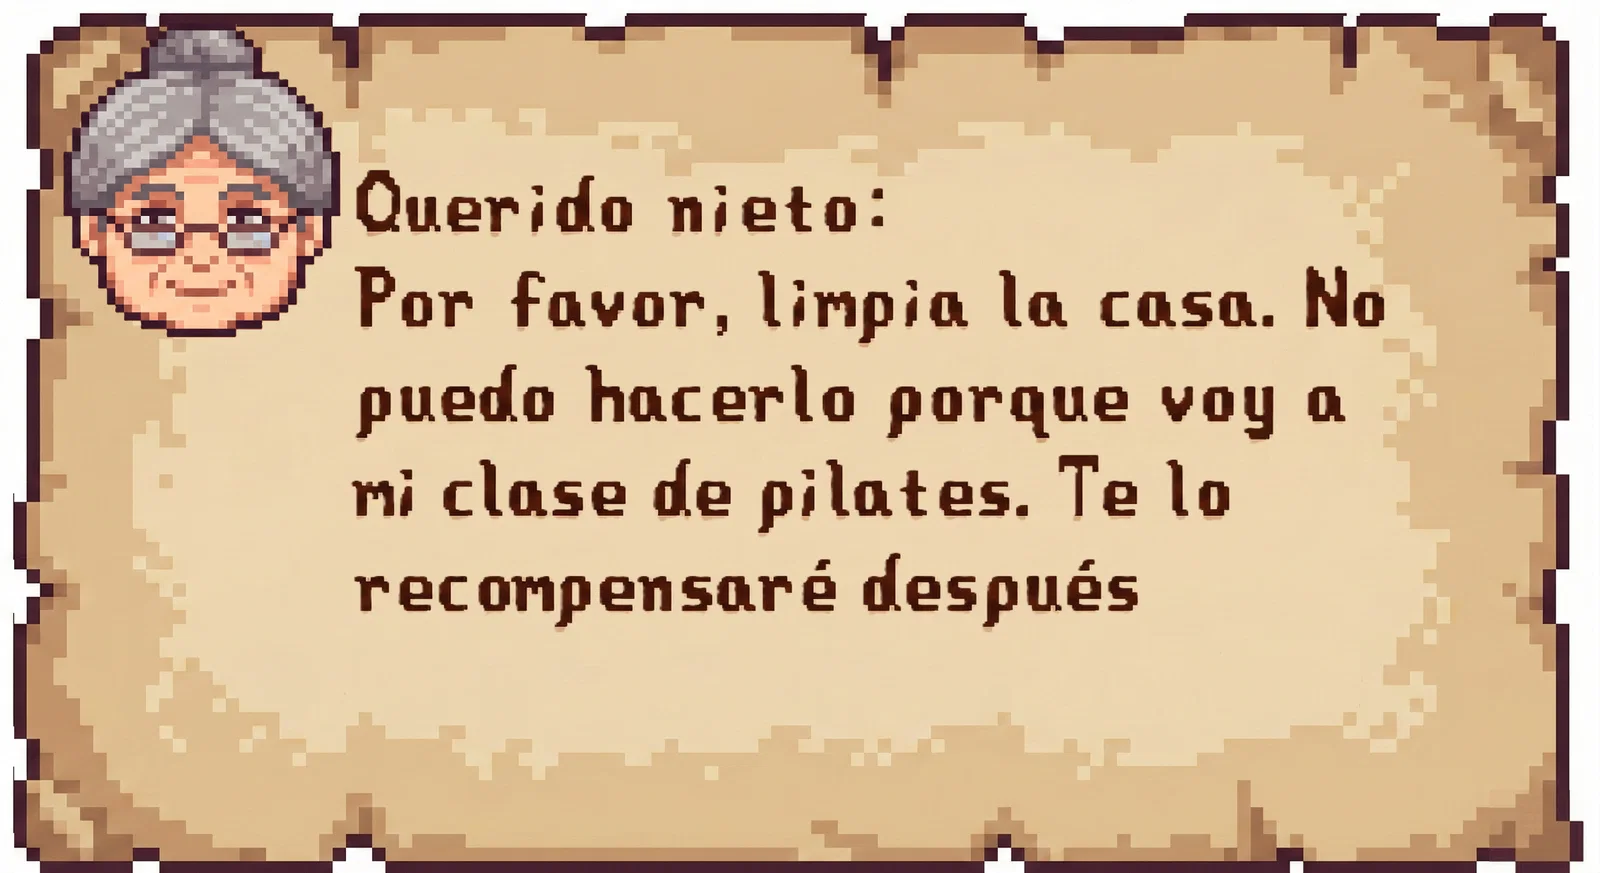 Querido nieto:
Por favor, limpia la casa. No
puedo hacerlo porque voy a
mi clase de pilates. Te lo
recompensaré después